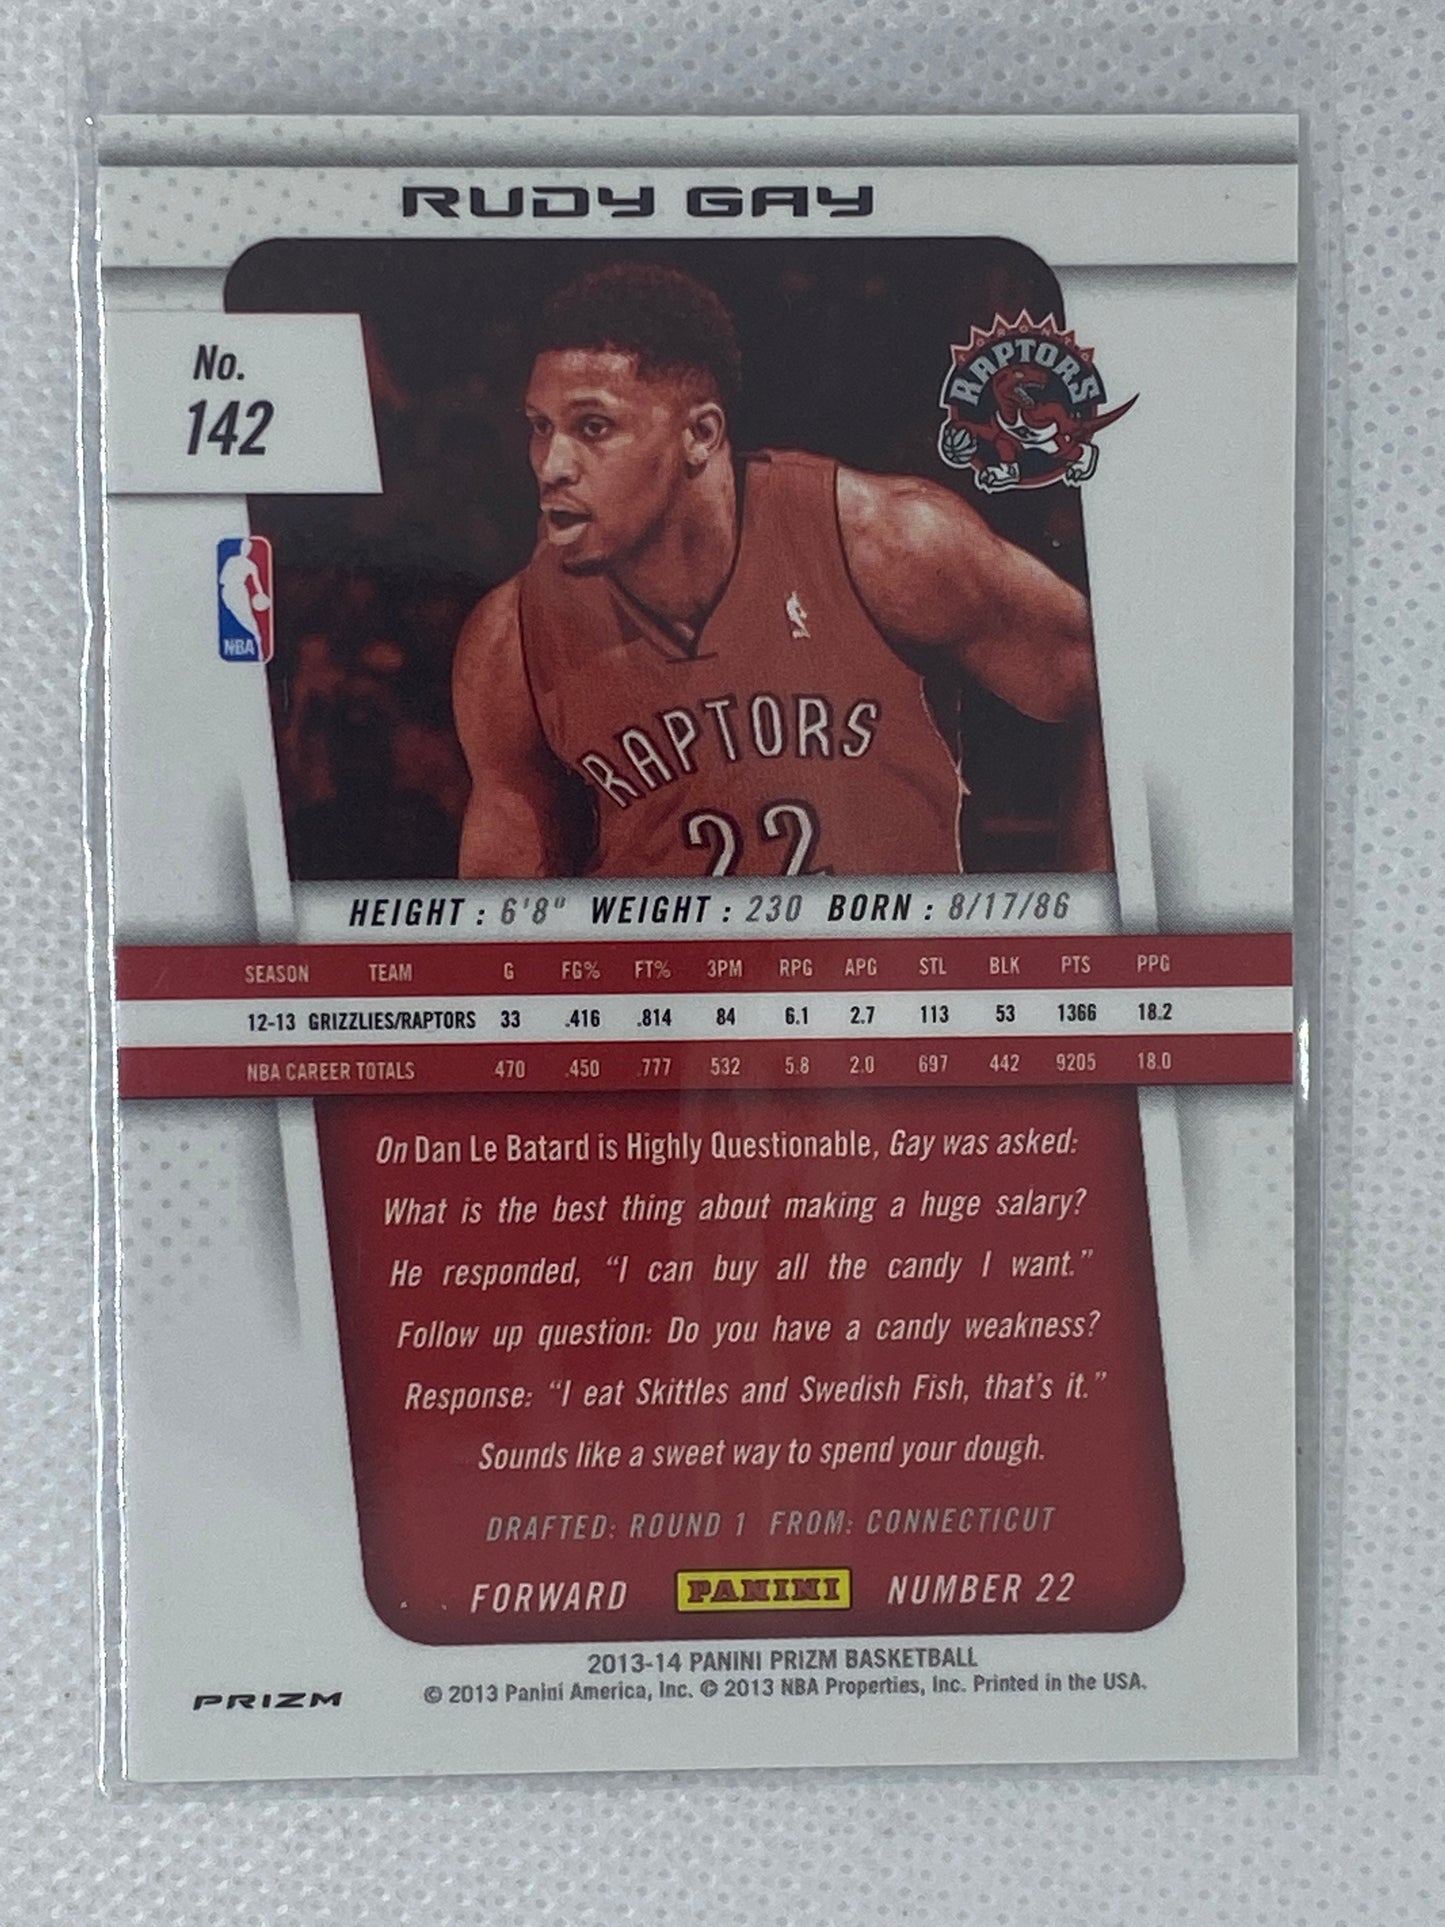 RUDY GAY
No.
142
TORONTO
RAPTORS
NBA
RAPTORS
22
HEIGHT : 6'8" WEIGHT : 230 BORN : 8/17/86
SEASON TEAM G FG% FT% 3PM RPG APG STL BLK PTS PPG
12-13 GRIZZLIES/RAPTORS 33 .416 .814 84 6.1 2.7 113 53 1366 18.2
NBA CAREER TOTALS 470 .450 .777 532 5.8 2.0 697 442 9205 18.0
On Dan Le Batard is Highly Questionable, Gay was asked:
What is the best thing about making a huge salary?
He responded, “I can buy all the candy I want.”
Follow up question: Do you have a candy weakness?
Response: “I eat Skittles and Swedish Fish, that's it.”
Sounds like a sweet way to spend your dough.
DRAFTED: ROUND 1 FROM: CONNECTICUT
FORWARD PANINI NUMBER 22
2013-14 PANINI PRIZM BASKETBALL
© 2013 Panini America, Inc. © 2013 NBA Properties, Inc. Printed in the USA.
PRIZM